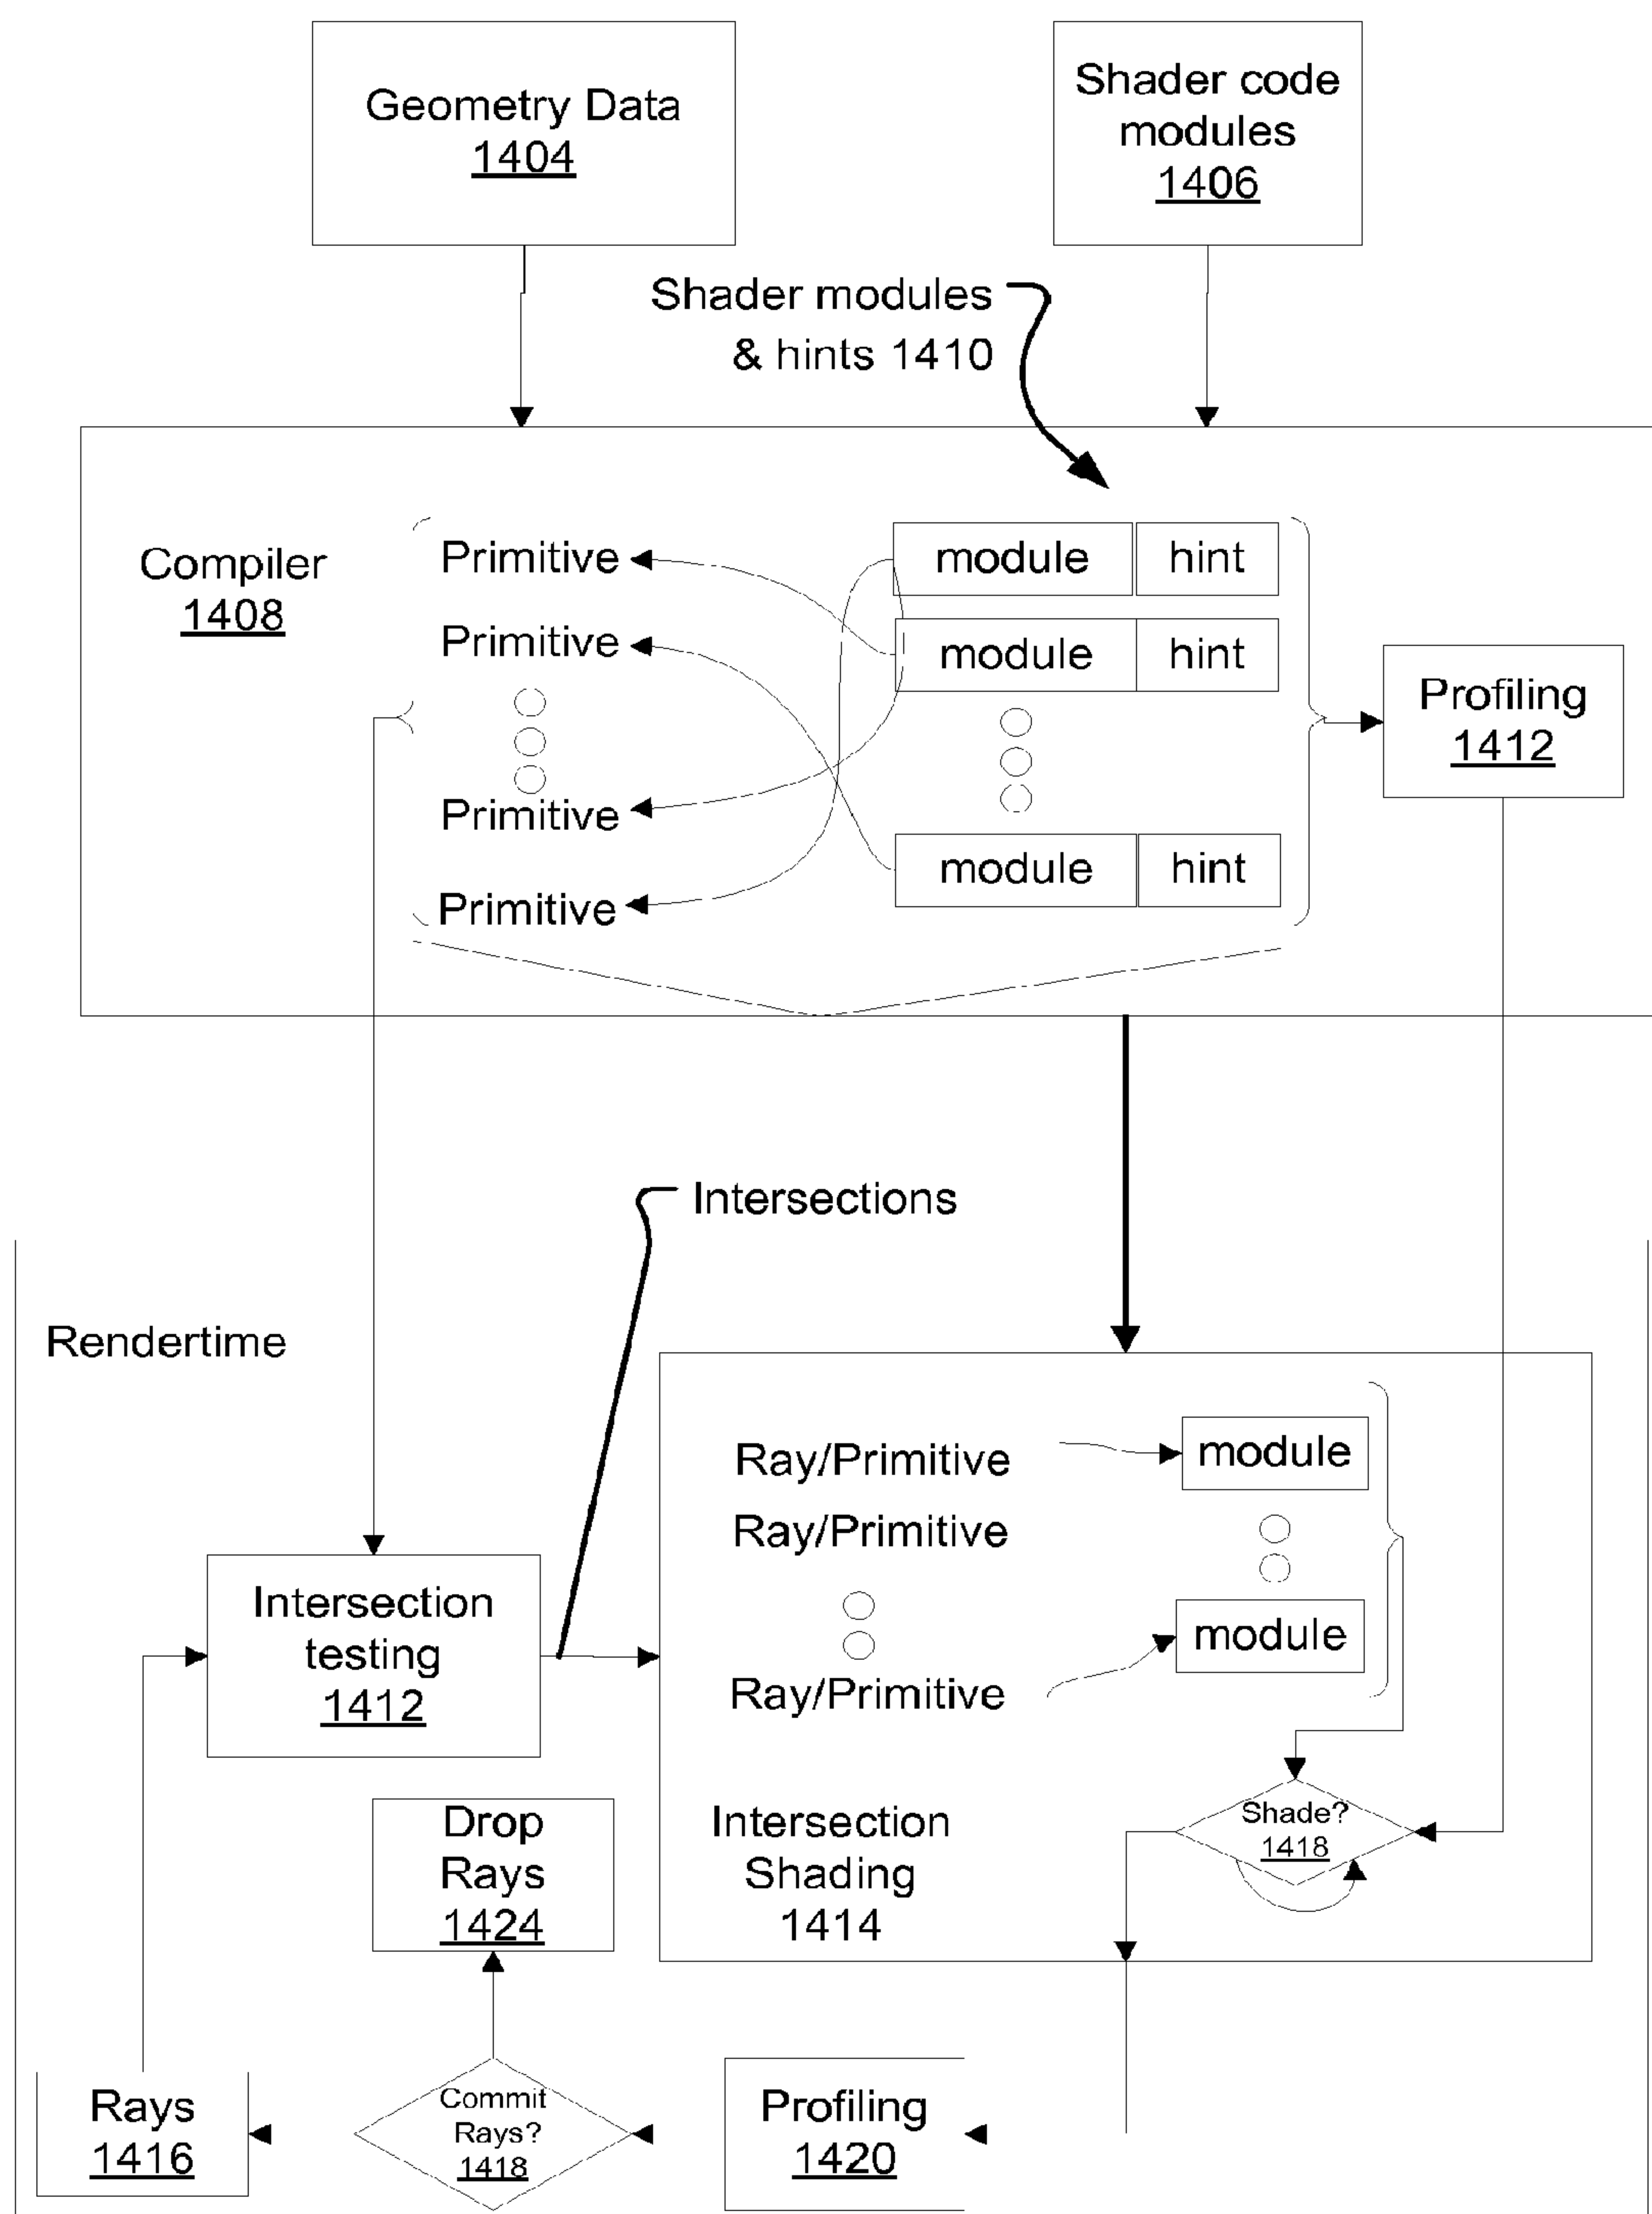 Geometry Data
1404
Shader code
modules
1406
Shader modules
& hints 1410
Compiler
1408
Primitive
Primitive
Primitive
Primitive
module hint
module hint
module hint
Profiling
1412
Intersections
Rendertime
Ray/Primitive
Ray/Primitive
Ray/Primitive
module
module
Intersection
testing
1412
Shade?
1418
Intersection
Shading
1414
Drop
Rays
1424
Rays
1416
Commit
Rays?
1418
Profiling
1420